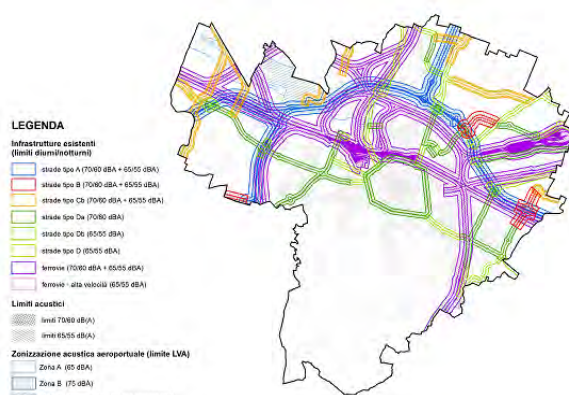 LEGENDA
Infrastrutture esistenti
(limiti diurni/notturni)
strade tipo A (70/60 dBA + 65/55 dBA)
strade tipo B (70/60 dBA + 65/55 dBA)
strade tipo Cb (70/60 dBA + 65/55 dBA)
strade tipo Da (70/60 dBA)
strade tipo Db (65/55 dBA)
strade tipo D (65/55 dBA)
ferrovie (70/60 dBA + 65/55 dBA)
ferrovie - alta velocità (65/55 dBA)
Limiti acustici
limiti 70/60 dB(A)
limiti 65/55 dB(A)
Zonizzazione acustica aeroportuale (limite LVA)
Zona A (65 dBA)
Zona B (75 dBA)